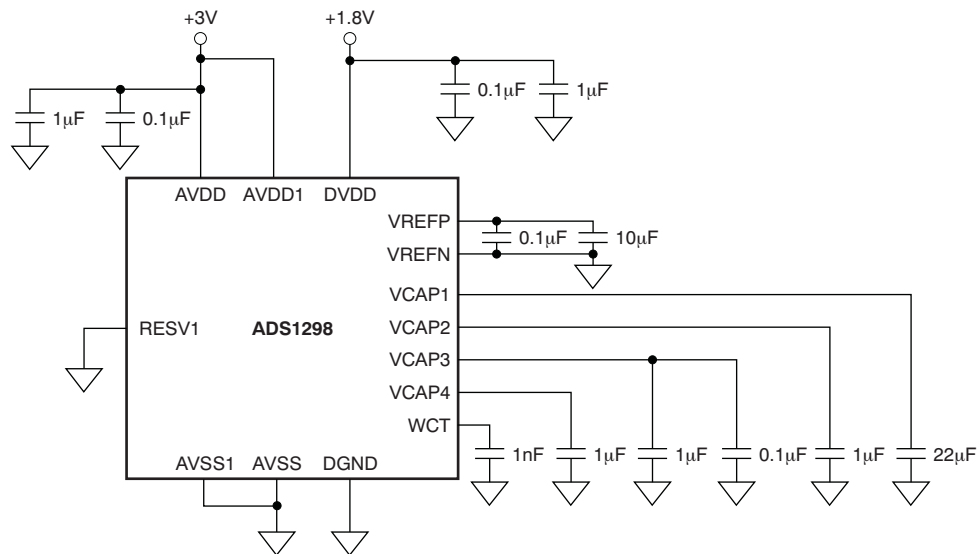 +3V
+1.8V
0.1μF
1μF
1μF
0.1μF
AVDD
AVDD1
DVDD
VREFP
0.1μF
10μF
VREFN
VCAP1
RESV1
ADS1298
VCAP2
VCAP3
VCAP4
WCT
1nF
1μF
1μF
0.1μF
1μF
22μF
AVSS1
AVSS
DGND